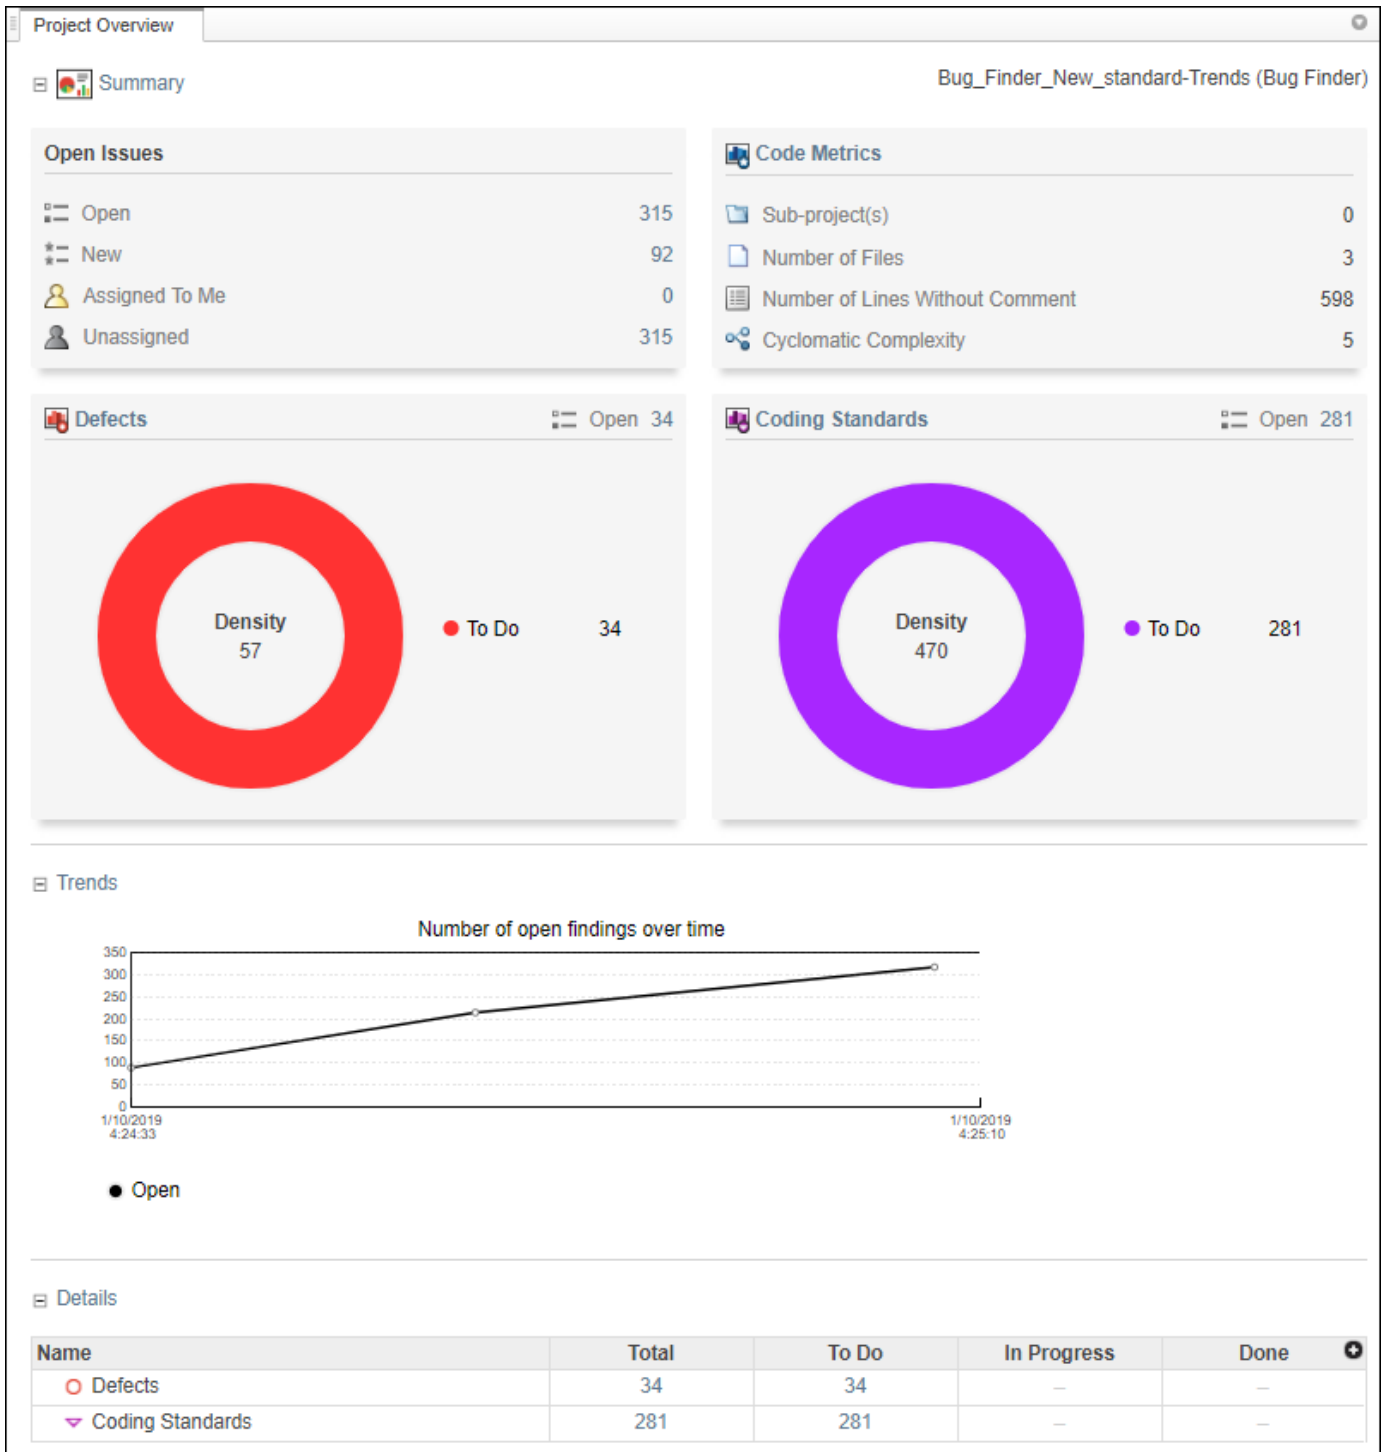 Project Overview
Summary
Bug_Finder_New_standard-Trends (Bug Finder)
Open Issues
Open 315
New 92
Assigned To Me 0
Unassigned 315
Code Metrics
Sub-project(s) 0
Number of Files 3
Number of Lines Without Comment 598
Cyclomatic Complexity 5
Defects Open 34
Density
57
To Do 34
Coding Standards Open 281
Density
470
To Do 281
Trends
Number of open findings over time
350
300
250
200
150
100
50
0
1/10/2019
4:24:33
1/10/2019
4:25:10
Open
Details
Name Total To Do In Progress Done
Defects 34 34 – –
Coding Standards 281 281 – –